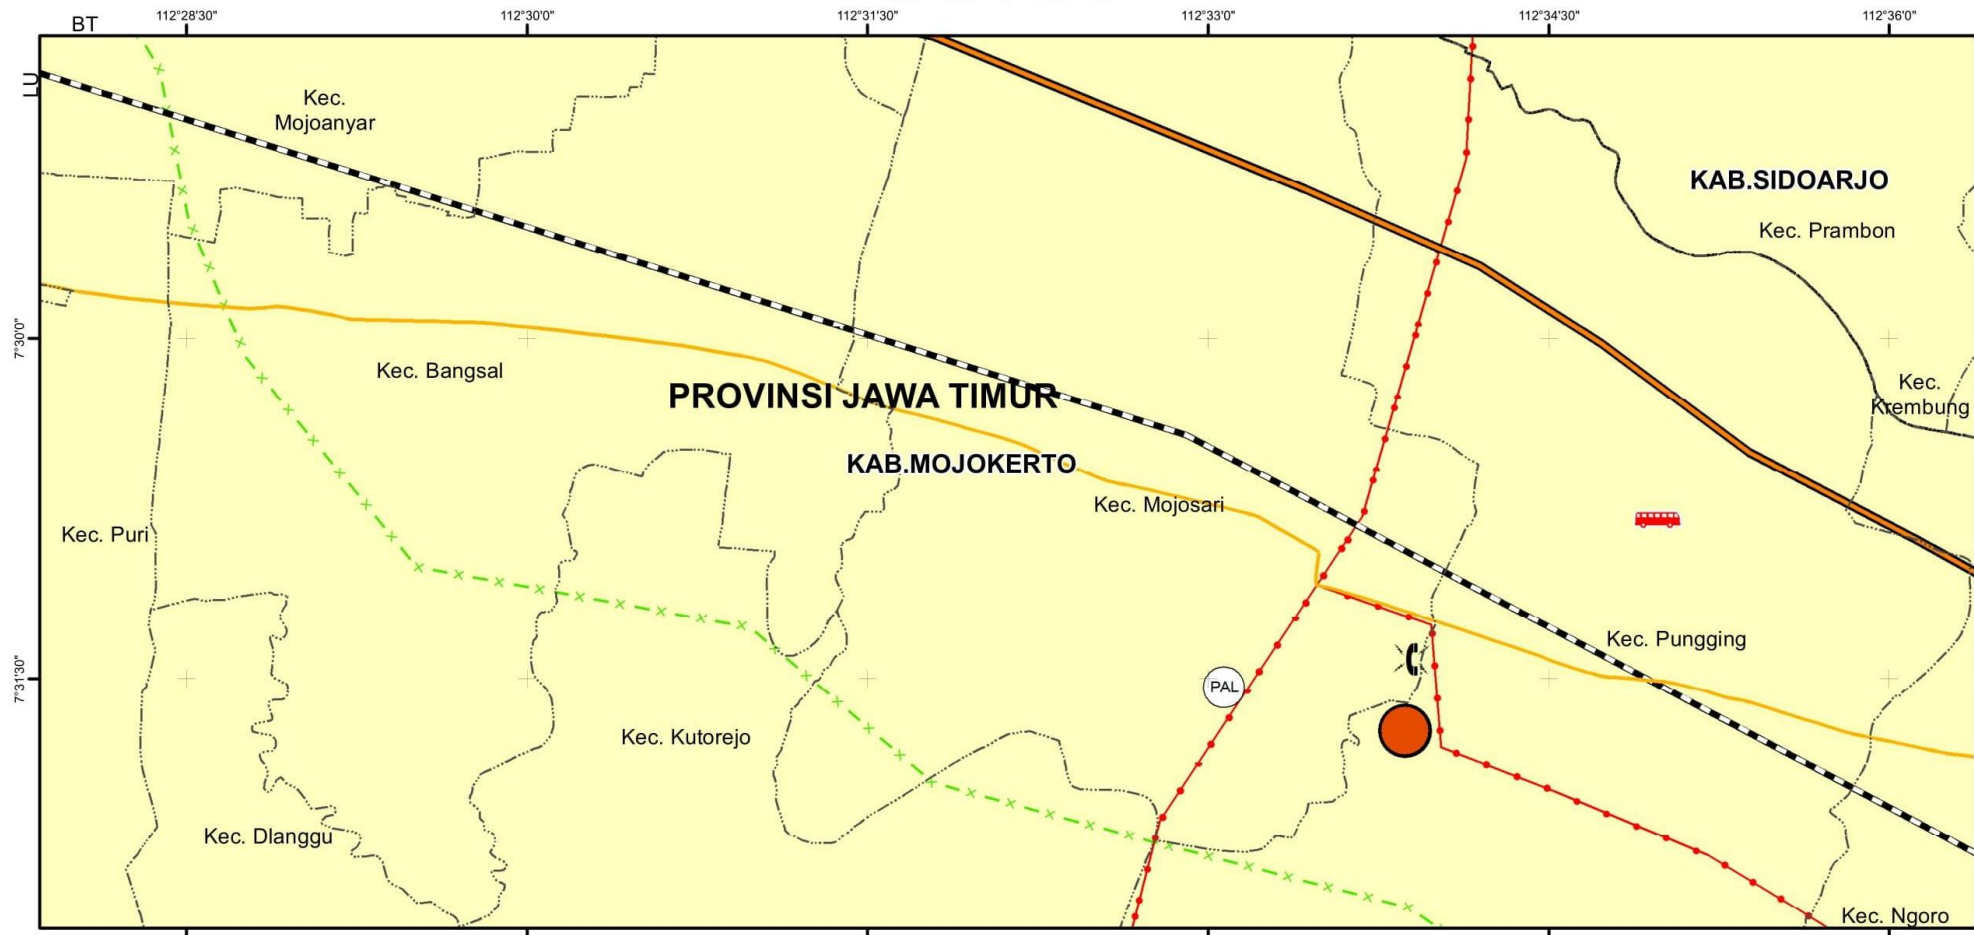 112°28'30"
112°30'0"
112°31'30"
112°33'0"
112°34'30"
112°36'0"
BT
LU
Kec.
Mojoanyar
KAB.SIDOARJO
Kec. Prambon
7°30'0"
Kec. Bangsal
PROVINSI JAWA TIMUR
Kec.
Krembung
KAB.MOJOKERTO
Kec. Mojosari
Kec. Puri
Kec. Pungging
7°31'30"
PAL
Kec. Kutorejo
Kec. Dlanggu
Kec. Ngoro